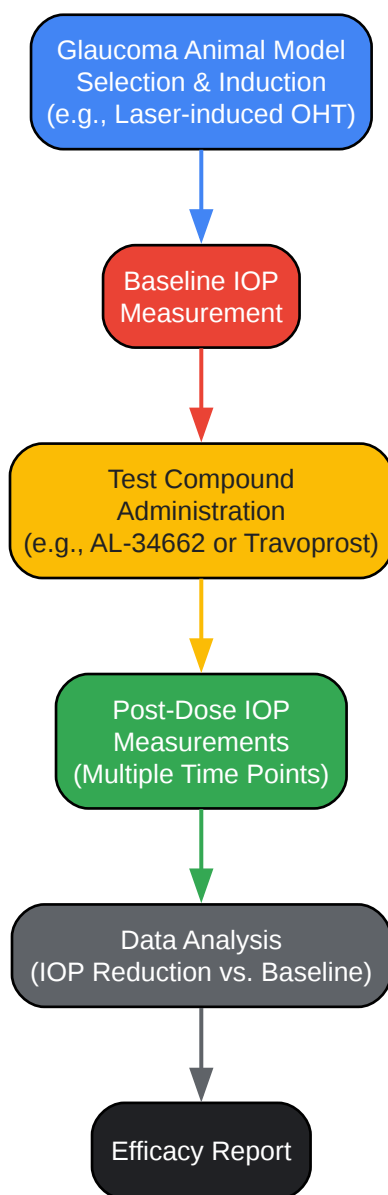 Glaucoma Animal Model
Selection & Induction
(e.g., Laser-induced OHT)
Baseline IOP
Measurement
Test Compound
Administration
(e.g., AL-34662 or Travoprost)
Post-Dose IOP
Measurements
(Multiple Time Points)
Data Analysis
(IOP Reduction vs. Baseline)
Efficacy Report